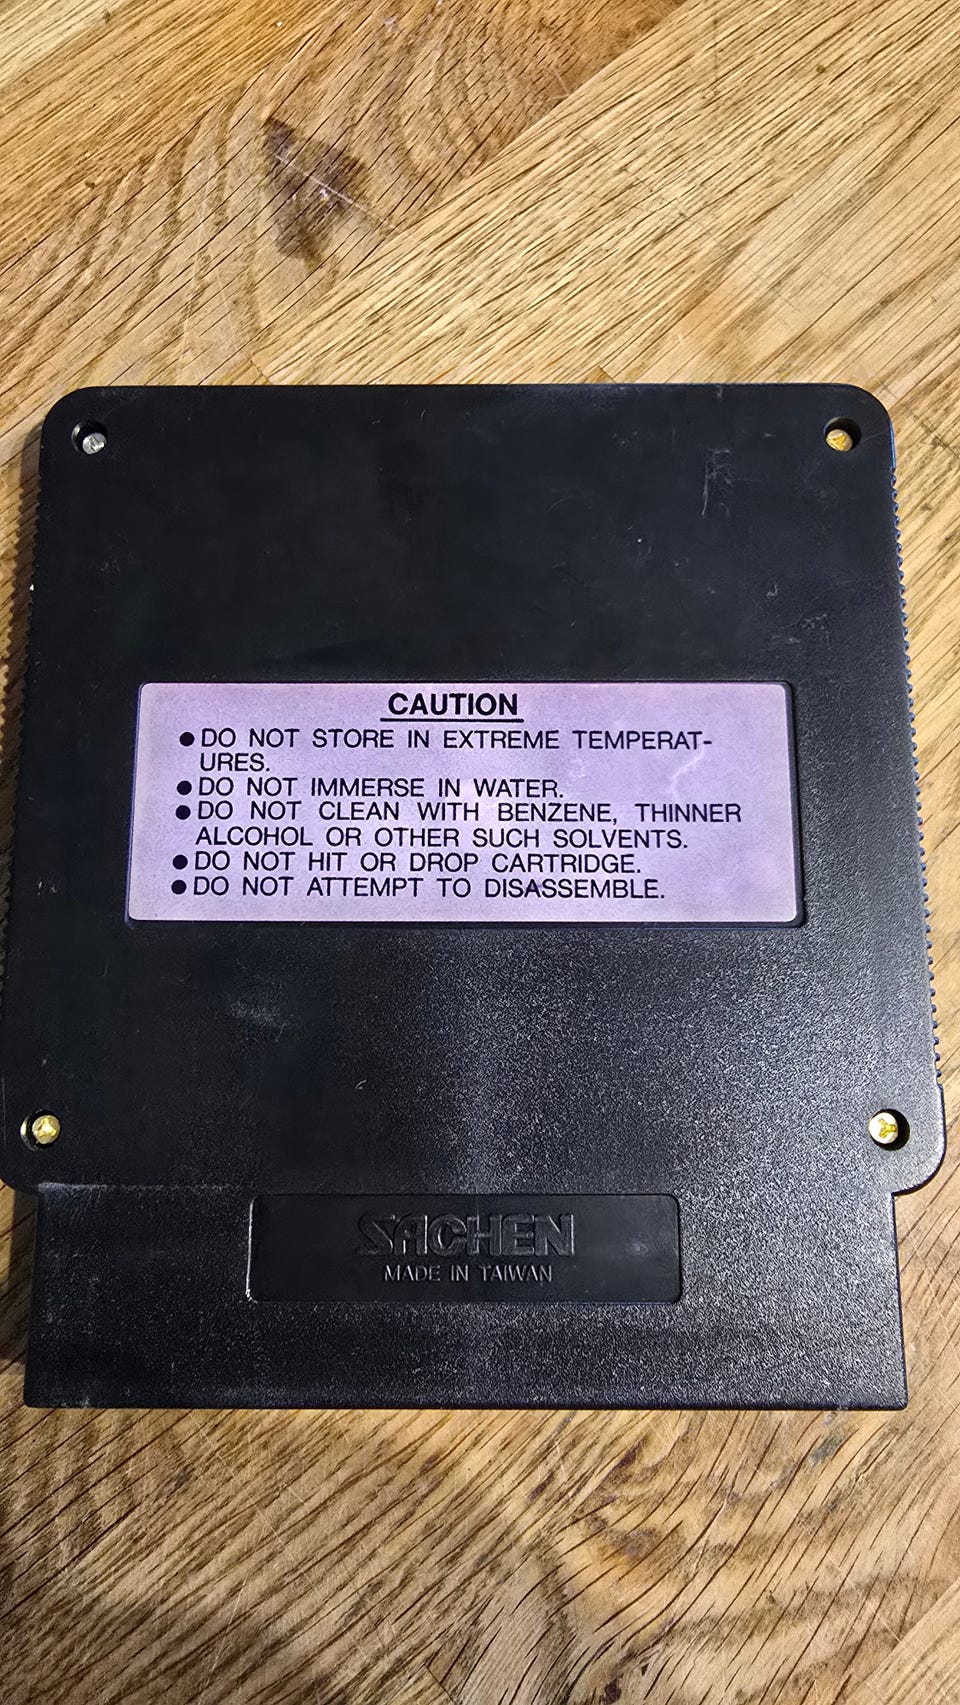 CAUTION
●DO NOT STORE IN EXTREME TEMPERAT-
URES.
●DO NOT IMMERSE IN WATER.
●DO NOT CLEAN WITH BENZENE, THINNER
ALCOHOL OR OTHER SUCH SOLVENTS.
●DO NOT HIT OR DROP CARTRIDGE.
●DO NOT ATTEMPT TO DISASSEMBLE.
SACHEN
MADE IN TAIWAN